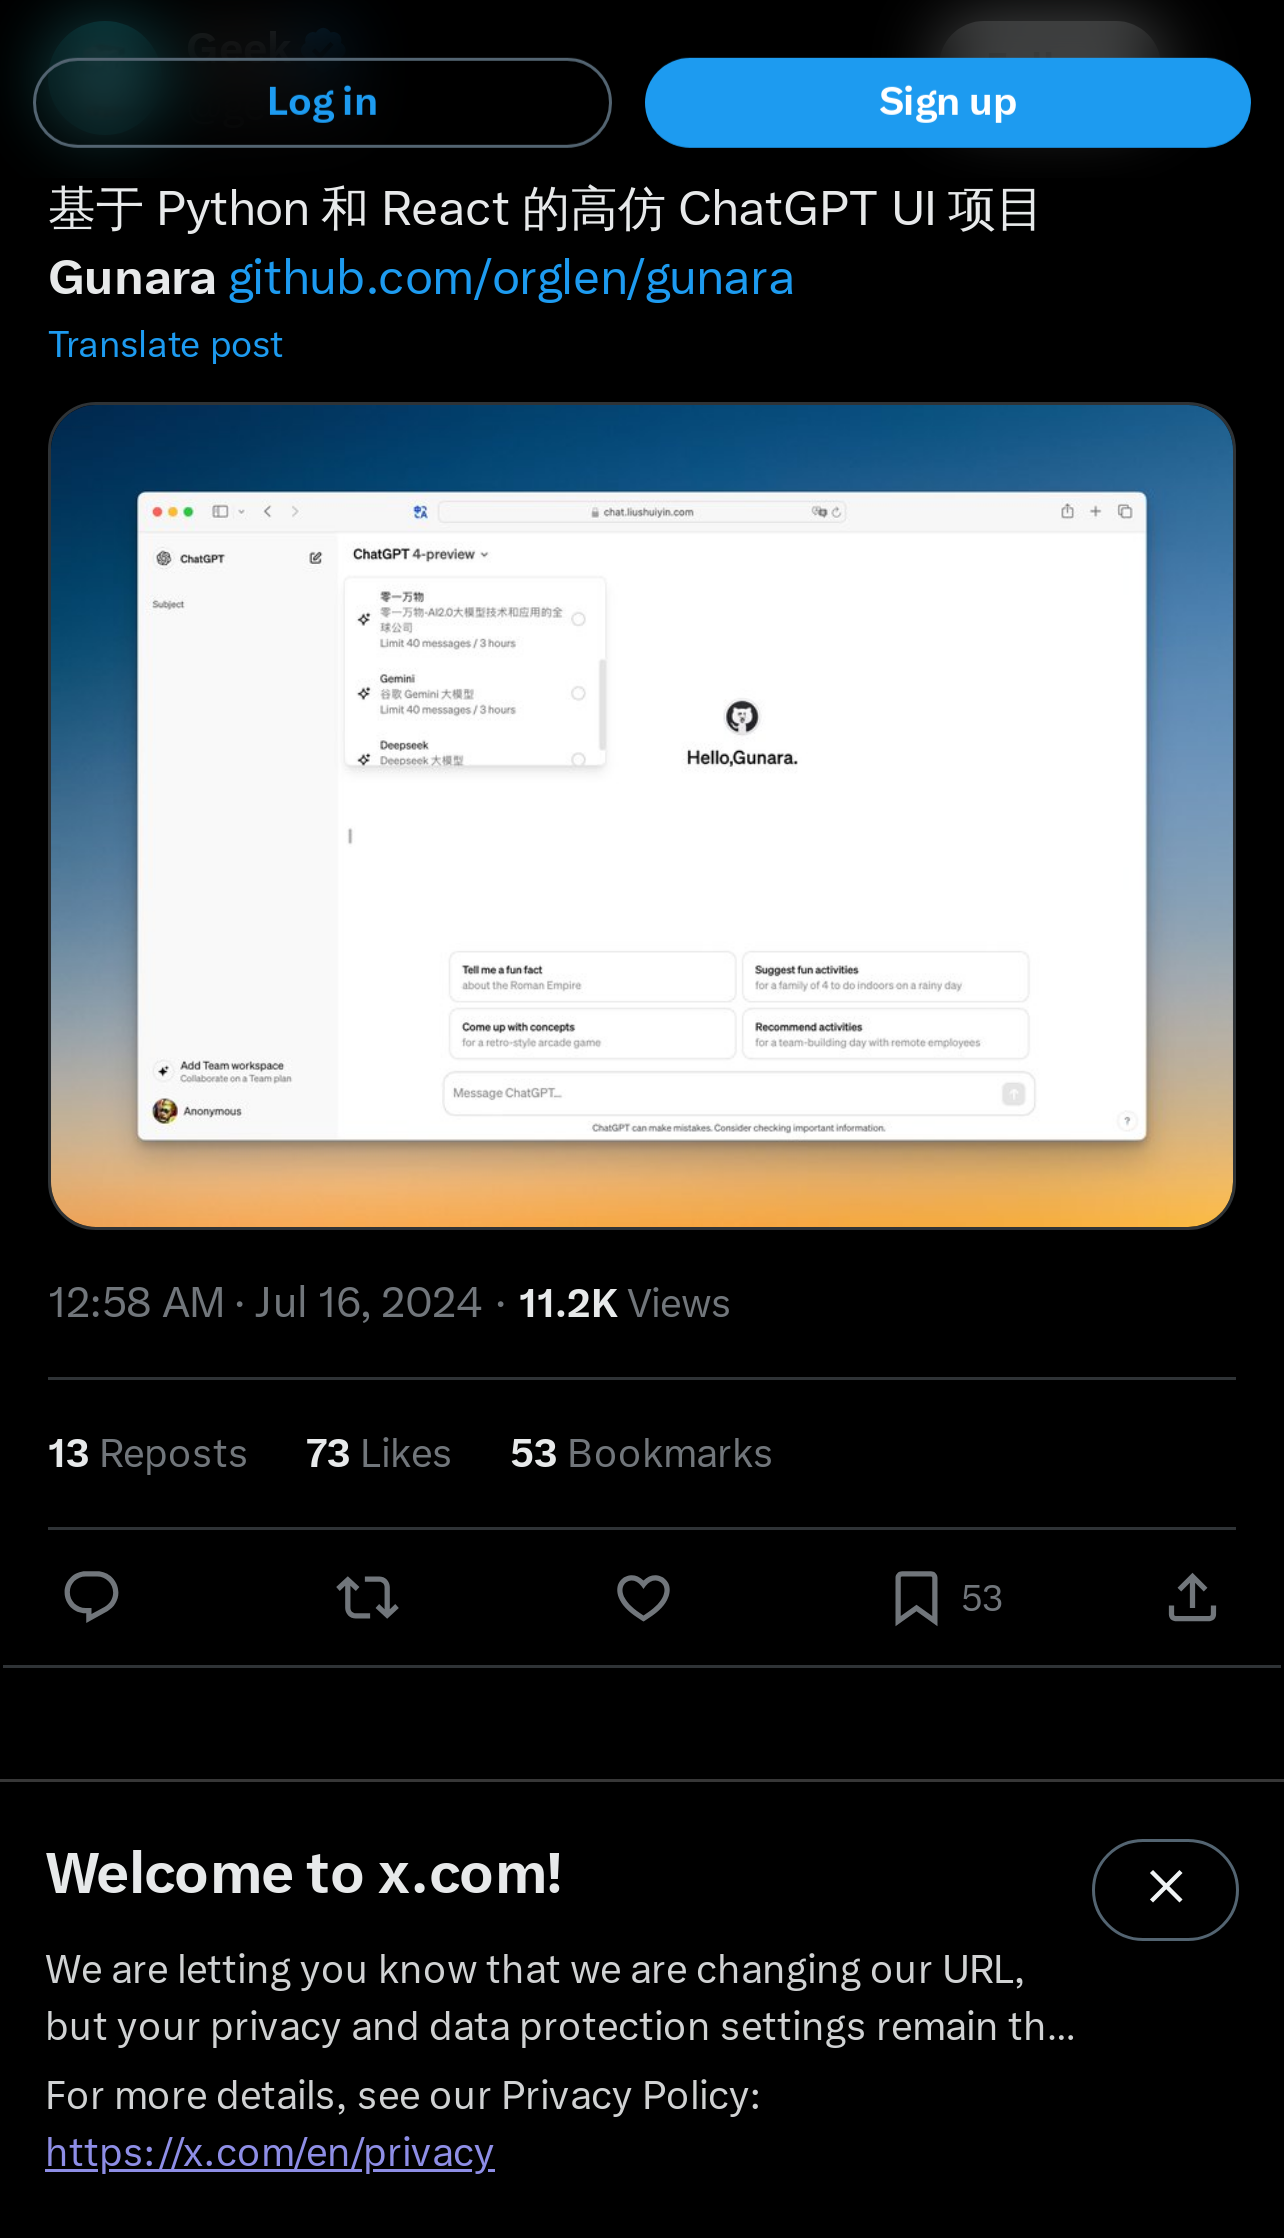 Geek
Log in
Sign up
基于 Python 和 React 的高仿 ChatGPT UI 项目
Gunara github.com/orglen/gunara
Translate post
chat.liushuiyin.com
ChatGPT
ChatGPT 4-preview
Subject
零一万物
零一万物-AI2.0大模型技术和应用的全
球公司
Limit 40 messages / 3 hours
Gemini
谷歌 Gemini 大模型
Limit 40 messages / 3 hours
Deepseek
Deepseek 大模型
Hello,Gunara.
Tell me a fun fact
about the Roman Empire
Suggest fun activities
for a family of 4 to do indoors on a rainy day
Come up with concepts
for a retro-style arcade game
Recommend activities
for a team-building day with remote employees
Add Team workspace
Collaborate on a Team plan
Anonymous
Message ChatGPT...
ChatGPT can make mistakes. Consider checking important information.
?
12:58 AM · Jul 16, 2024 · 11.2K Views
13 Reposts 73 Likes 53 Bookmarks
53
Welcome to x.com!
We are letting you know that we are changing our URL,
but your privacy and data protection settings remain th...
For more details, see our Privacy Policy:
https://x.com/en/privacy